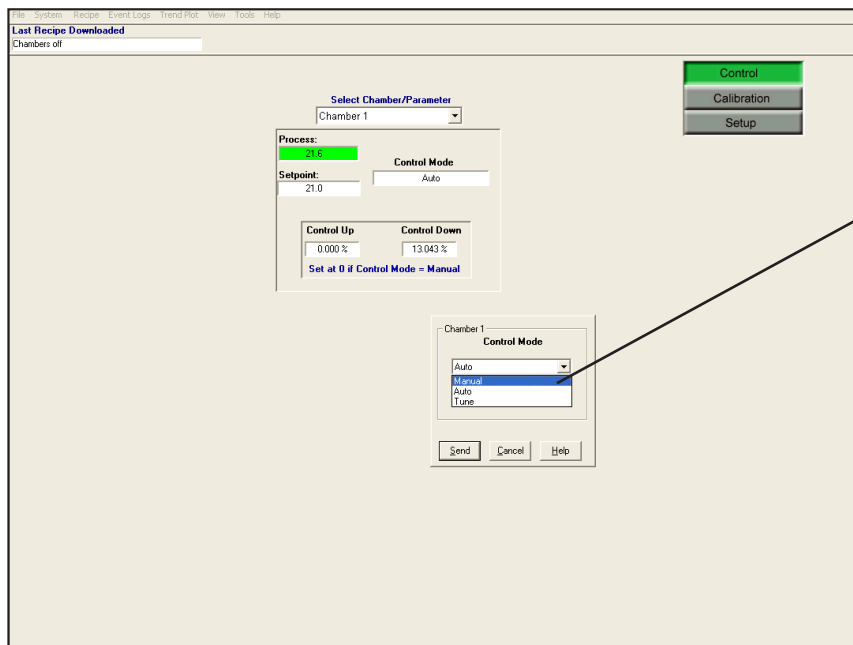 File System Recipe Event Logs Trend Plot View Tools Help
Last Recipe Downloaded
Chambers off
Control
Calibration
Setup
Select Chamber/Parameter
Chamber 1
Process:
21.6
Control Mode
Auto
Setpoint:
21.0
Control Up Control Down
0.000 % 13.043 %
Set at 0 if Control Mode = Manual
Chamber 1
Control Mode
Auto
Manual
Auto
Tune
Send Cancel Help